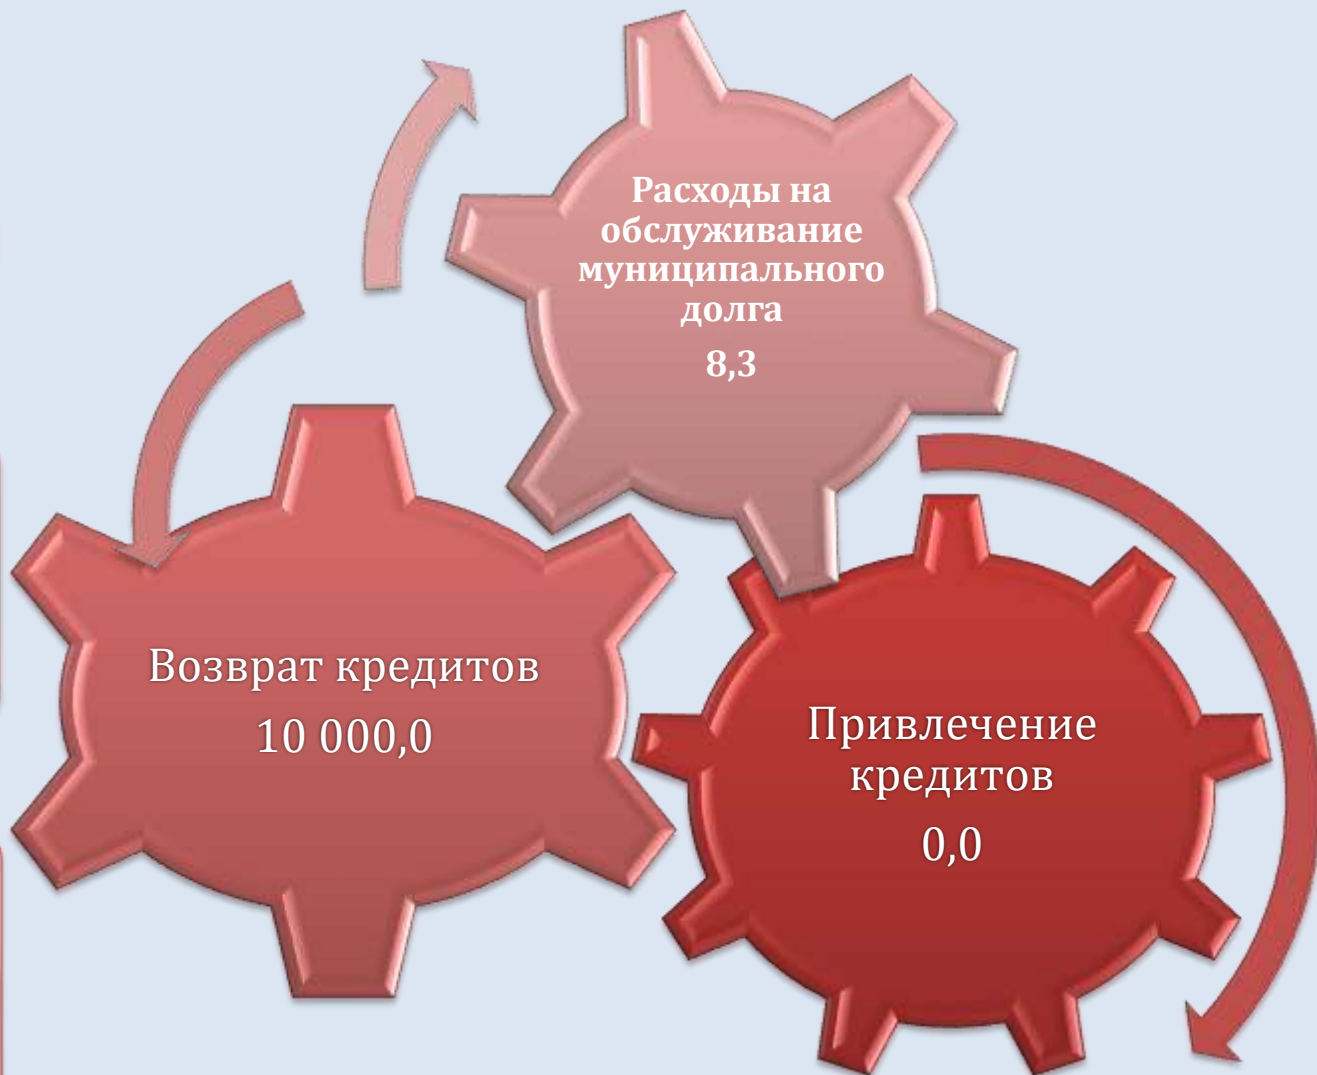 Расходы на
обслуживание
муниципального
долга
8,3
Возврат кредитов
10 000,0
Привлечение
кредитов
0,0